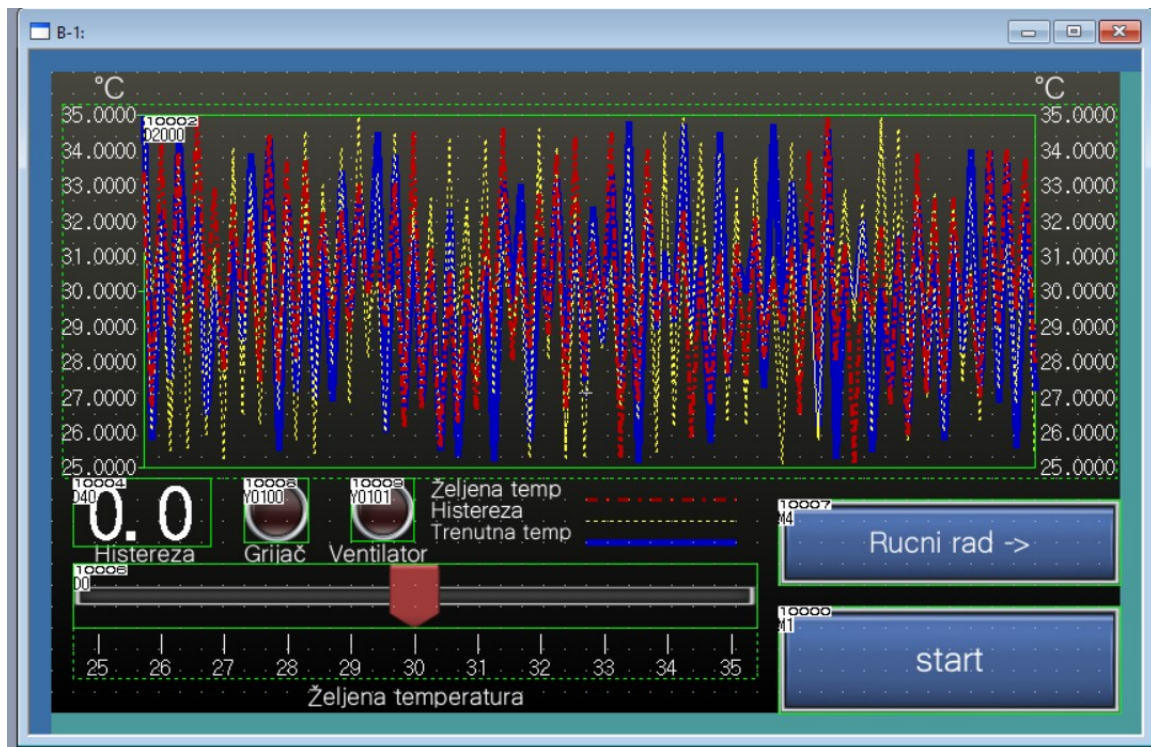 B-1:
°C °C
35.0000 10002 35.0000
D2000
34.0000 34.0000
33.0000 33.0000
32.0000 32.0000
31.0000 31.0000
30.0000 30.0000
29.0000 29.0000
28.0000 28.0000
27.0000 27.0000
26.0000 26.0000
25.0000 25.0000
10004 10008 10009 Željena temp
D40 Y0100 Y0101 Histereza
0.0 Trenutna temp
Histereza Grijač Ventilator
10007
M4
Rucni rad ->
10006
D0
25 26 27 28 29 30 31 32 33 34 35
Željena temperatura
10000
M1
start